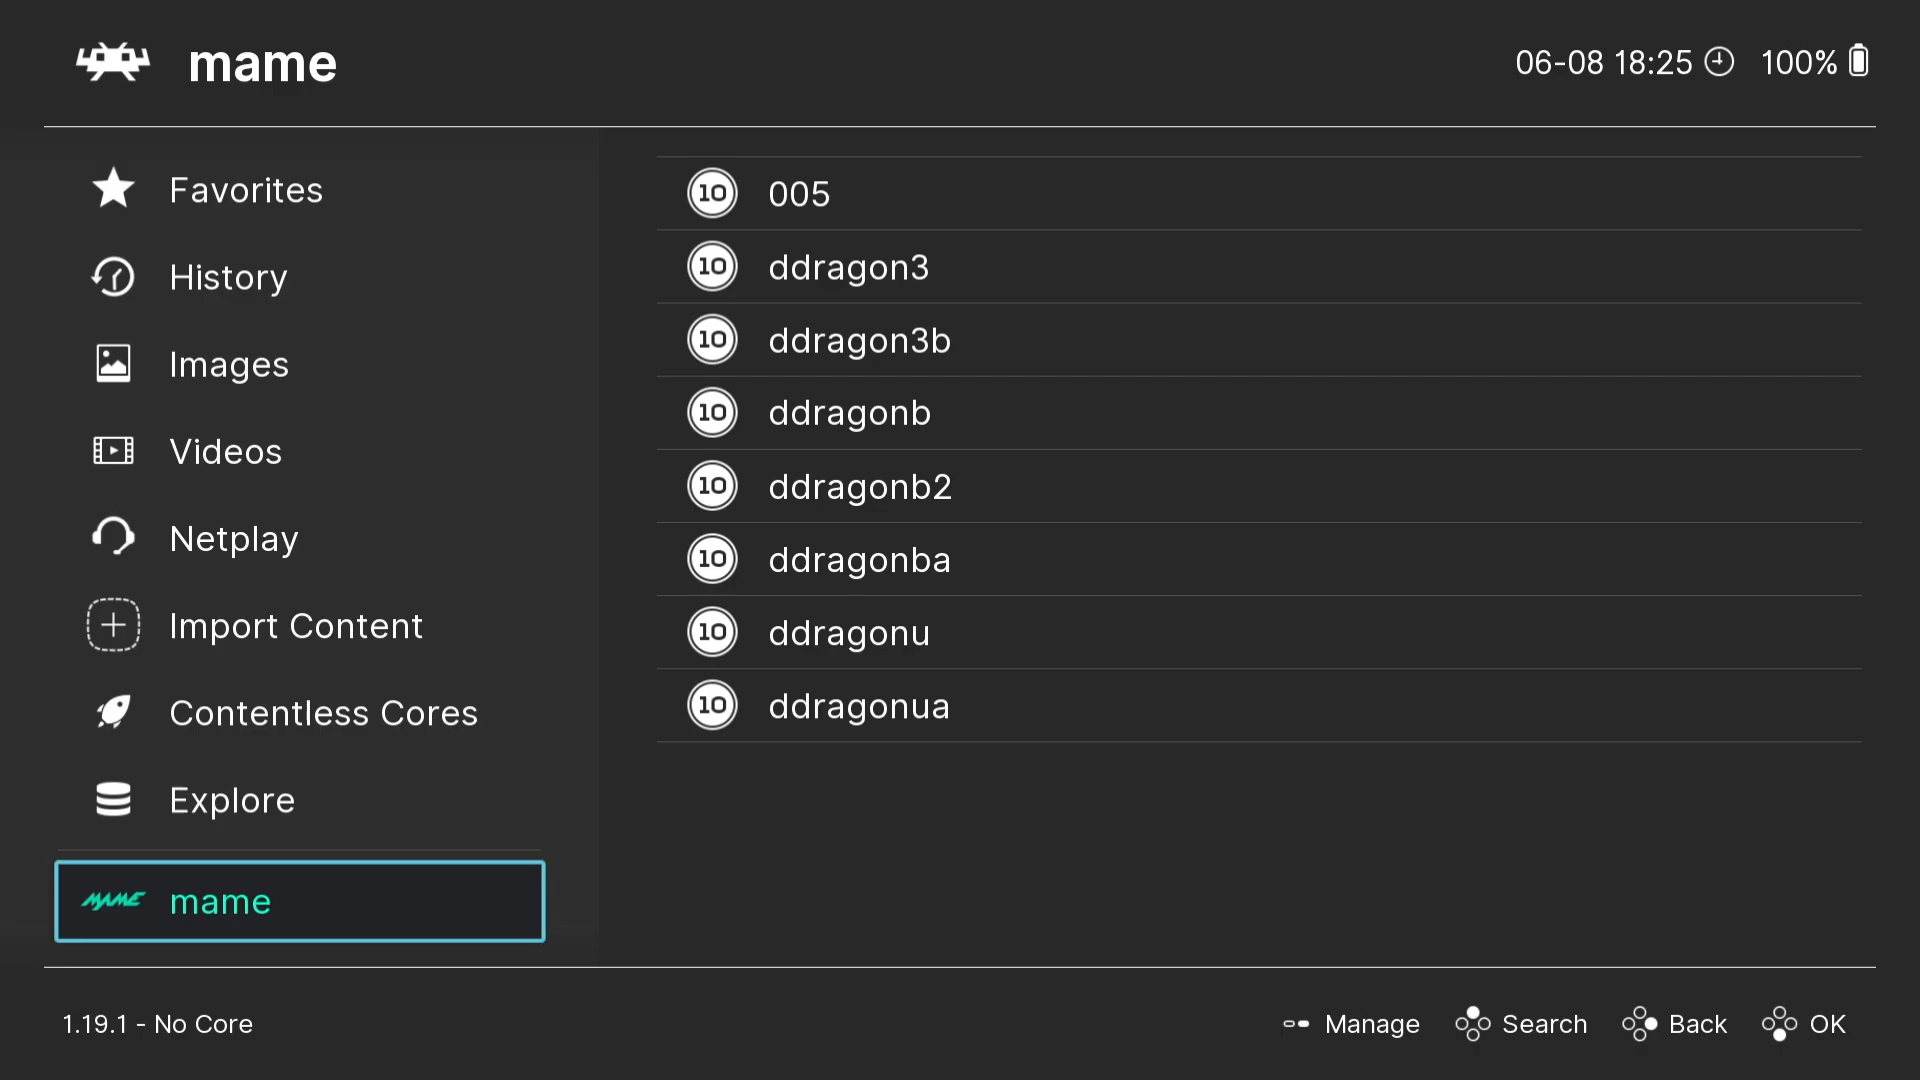 mame
06-08 18:25 100%
Favorites
History
Images
Videos
Netplay
Import Content
Contentless Cores
Explore
MAME mame
10 005
10 ddragon3
10 ddragon3b
10 ddragonb
10 ddragonb2
10 ddragonba
10 ddragonu
10 ddragonua
1.19.1 - No Core
Manage Search Back OK